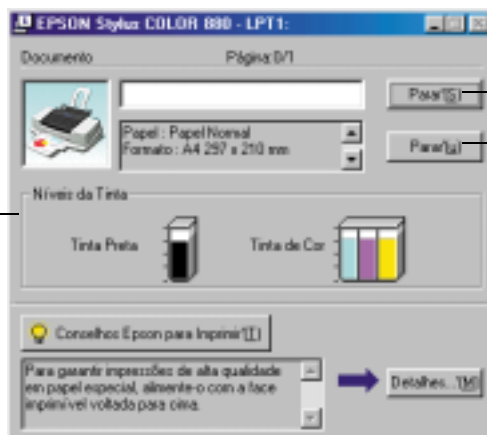 EPSON Stylus COLOR 880 - LPT1:
Documento Página:0/1
Parar'(S)
Papel : Papel Normal
Formato : A4 297 x 210 mm
Parar'(u)
Níveis da Tinta
Tinta Preta
Tinta de Cor
Conselhos Epson para Imprimir'(I)
Para garantir impressões de alta qualidade
em papel especial, alimente-o com a face
imprimível voltada para cima.
Detalhes...'(M)